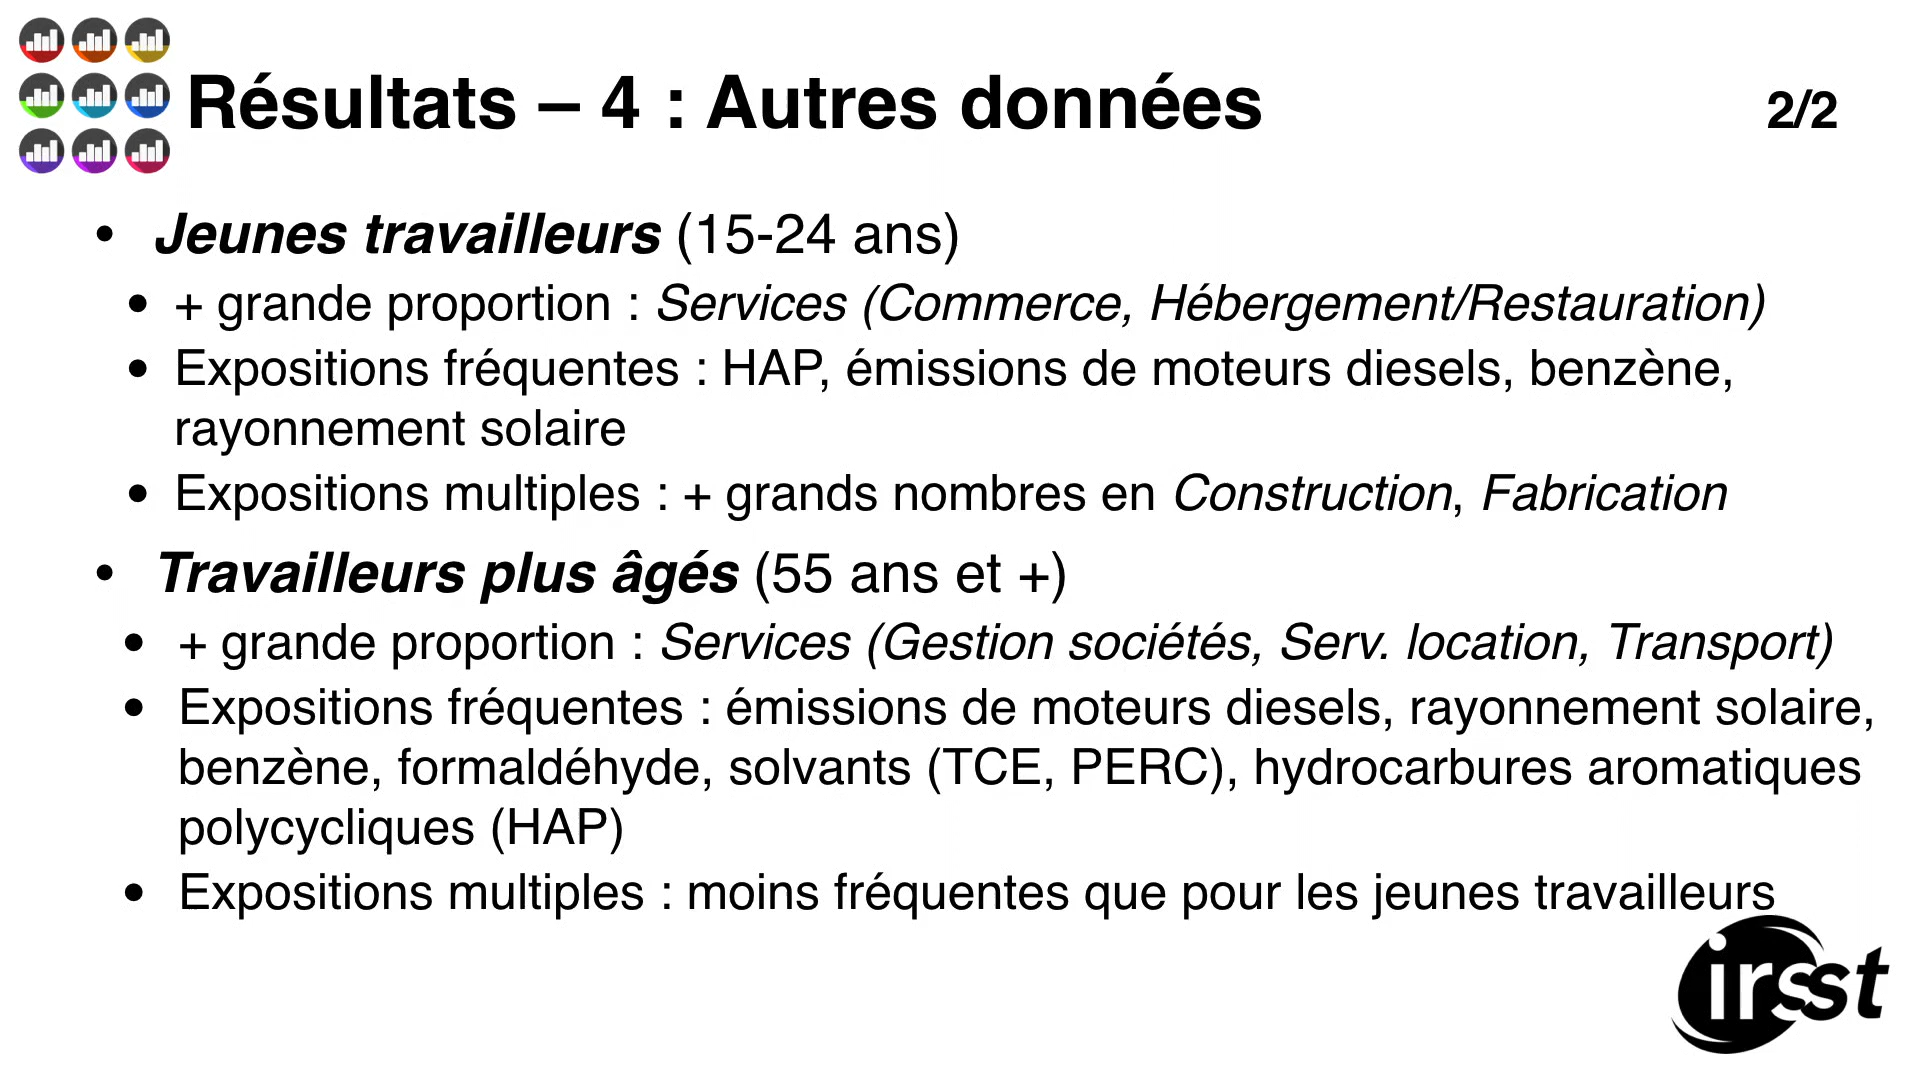 Résultats – 4 : Autres données
2/2
• Jeunes travailleurs (15-24 ans)
• + grande proportion : Services (Commerce, Hébergement/Restauration)
• Expositions fréquentes : HAP, émissions de moteurs diesels, benzène,
rayonnement solaire
• Expositions multiples : + grands nombres en Construction, Fabrication
• Travailleurs plus âgés (55 ans et +)
• + grande proportion : Services (Gestion sociétés, Serv. location, Transport)
• Expositions fréquentes : émissions de moteurs diesels, rayonnement solaire,
benzène, formaldéhyde, solvants (TCE, PERC), hydrocarbures aromatiques
polycycliques (HAP)
• Expositions multiples : moins fréquentes que pour les jeunes travailleurs
irsst